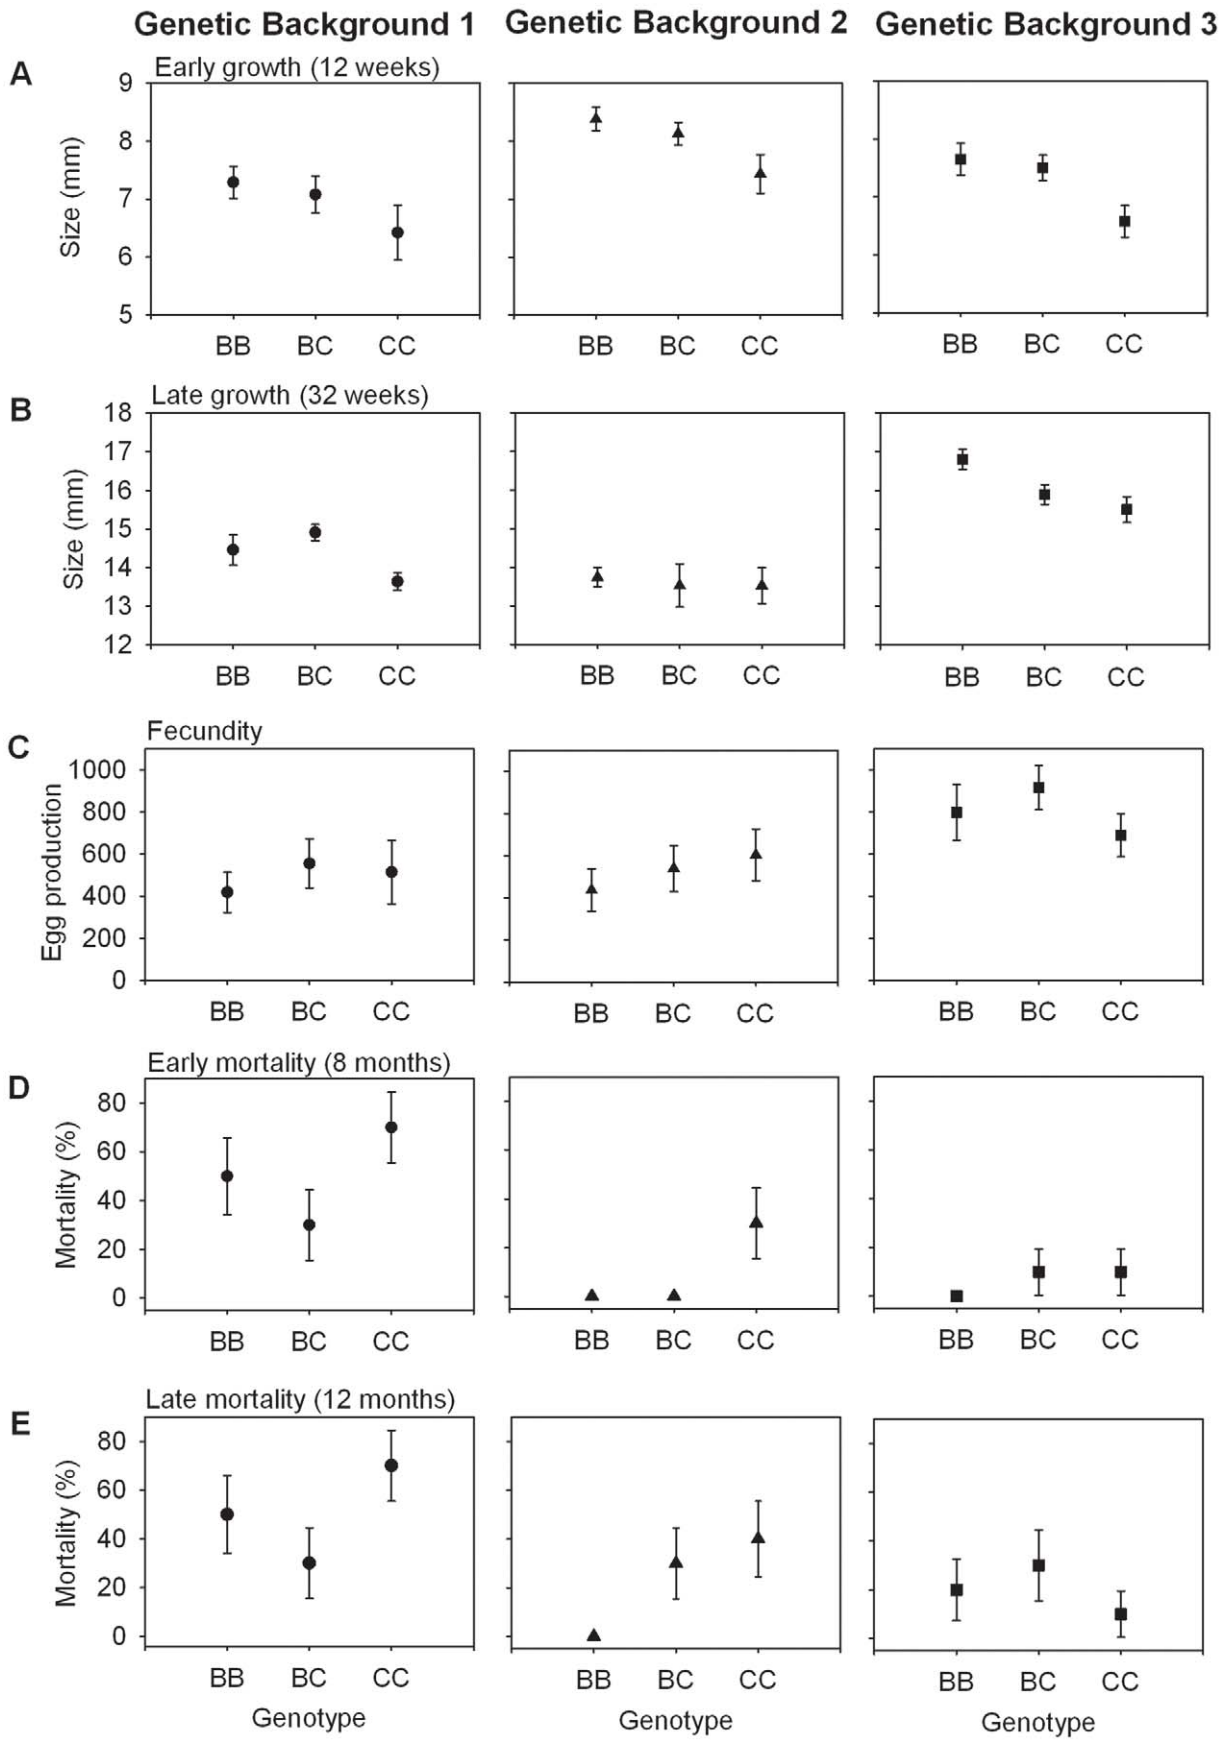 Genetic Background 1 Genetic Background 2 Genetic Background 3
A
Early growth (12 weeks)
Size (mm)
9
8
7
6
5
BB BC CC
BB BC CC
BB BC CC
B
Late growth (32 weeks)
Size (mm)
18
17
16
15
14
13
12
BB BC CC
BB BC CC
BB BC CC
C
Fecundity
Egg production
1000
800
600
400
200
0
BB BC CC
BB BC CC
BB BC CC
D
Early mortality (8 months)
Mortality (%)
80
60
40
20
0
BB BC CC
BB BC CC
BB BC CC
E
Late mortality (12 months)
Mortality (%)
80
60
40
20
0
BB BC CC
BB BC CC
BB BC CC
Genotype
Genotype
Genotype